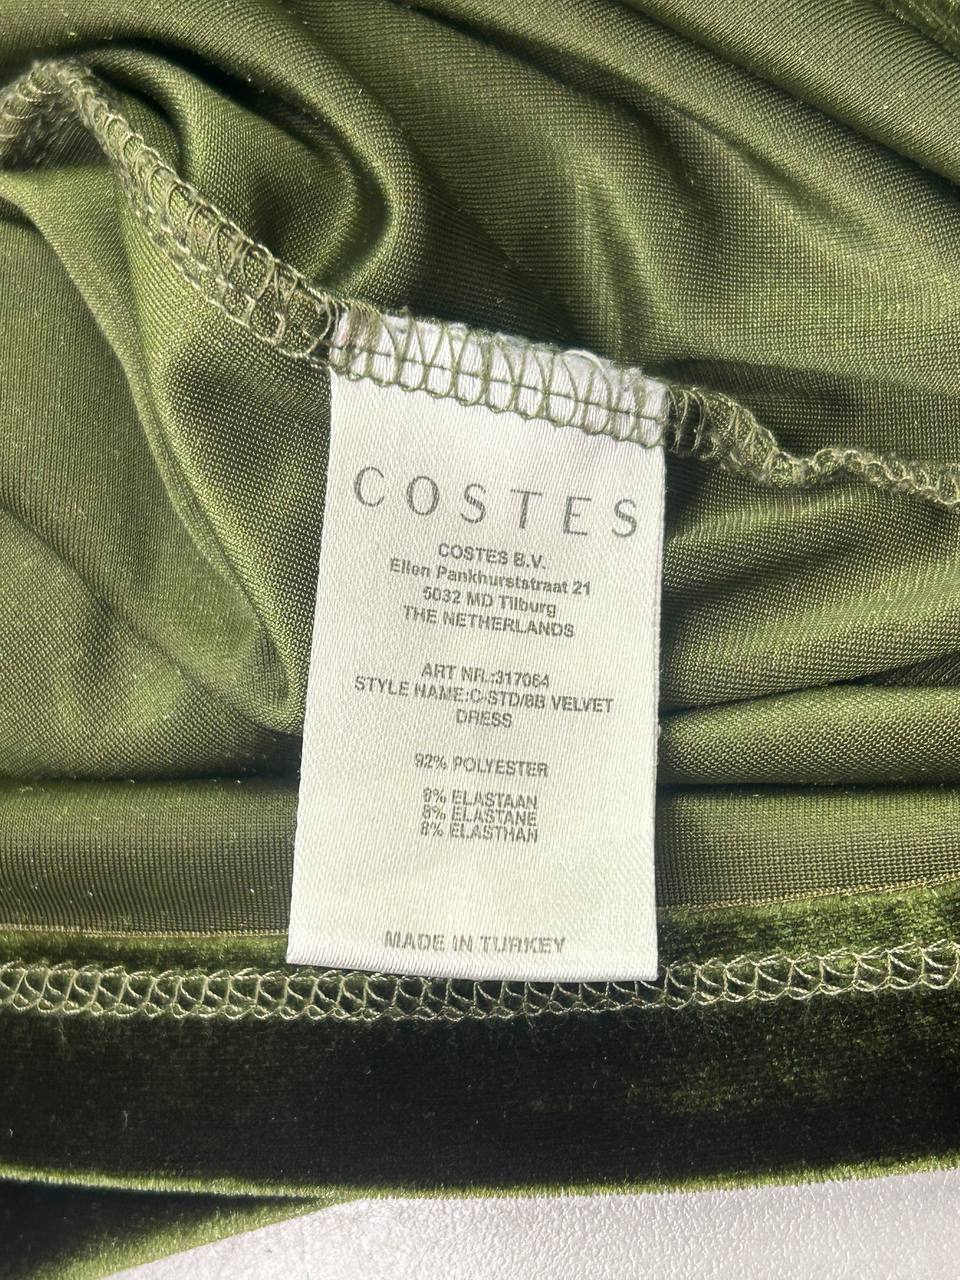 COSTES
COSTES B.V.
Ellen Pankhurststraat 21
5032 MD Tilburg
THE NETHERLANDS
ART NR.:317064
STYLE NAME:C-STD/8B VELVET
DRESS
92% POLYESTER
8% ELASTAAN
8% ELASTANE
8% ELASTHAN
MADE IN TURKEY